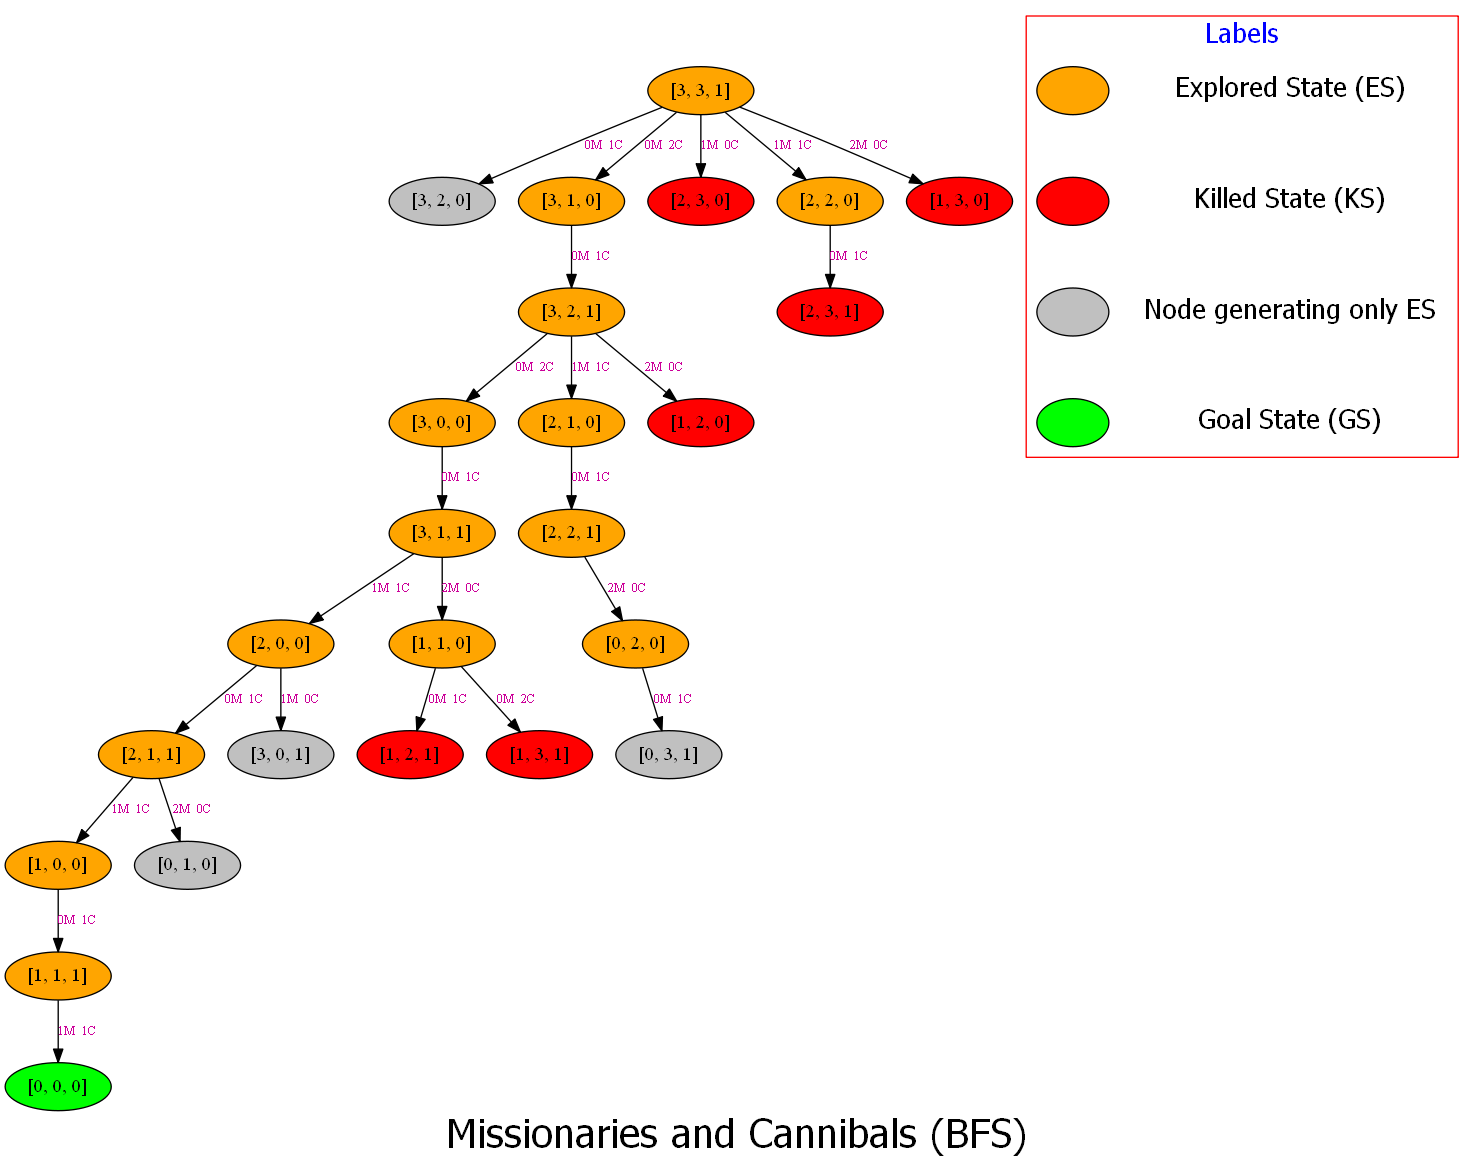 Labels
Explored State (ES)
Killed State (KS)
Node generating only ES
Goal State (GS)
[3, 3, 1]
0M 1C
0M 2C
1M 0C
1M 1C
2M 0C
[3, 2, 0]
[3, 1, 0]
[2, 3, 0]
[2, 2, 0]
[1, 3, 0]
0M 1C
0M 1C
[3, 2, 1]
[2, 3, 1]
0M 2C
1M 1C
2M 0C
[3, 0, 0]
[2, 1, 0]
[1, 2, 0]
0M 1C
0M 1C
[3, 1, 1]
[2, 2, 1]
1M 1C
2M 0C
2M 0C
[2, 0, 0]
[1, 1, 0]
[0, 2, 0]
0M 1C
1M 0C
0M 1C
0M 2C
0M 1C
[2, 1, 1]
[3, 0, 1]
[1, 2, 1]
[1, 3, 1]
[0, 3, 1]
1M 1C
2M 0C
[1, 0, 0]
[0, 1, 0]
0M 1C
[1, 1, 1]
1M 1C
[0, 0, 0]
Missionaries and Cannibals (BFS)